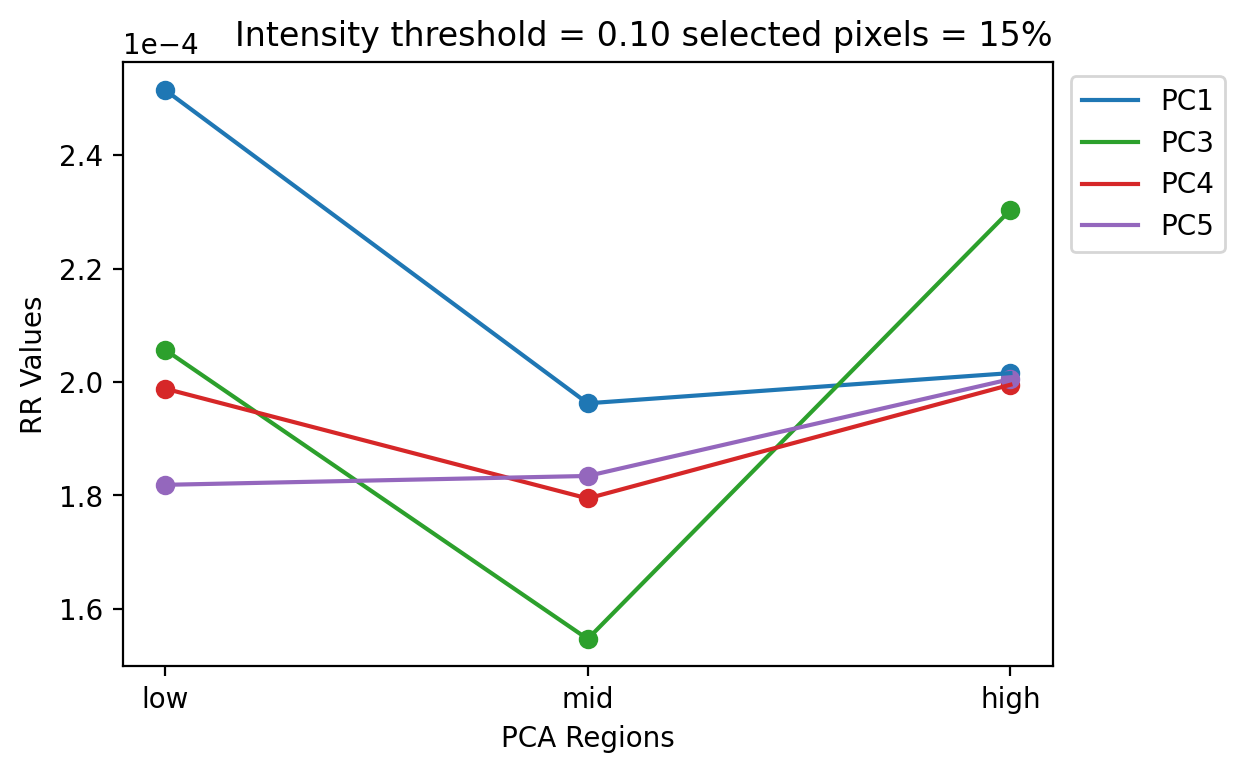 Intensity threshold = 0.10 selected pixels = 15%
1e−4
2.4
2.2
2.0
1.8
1.6
RR Values
low
mid
high
PCA Regions
PC1
PC3
PC4
PC5